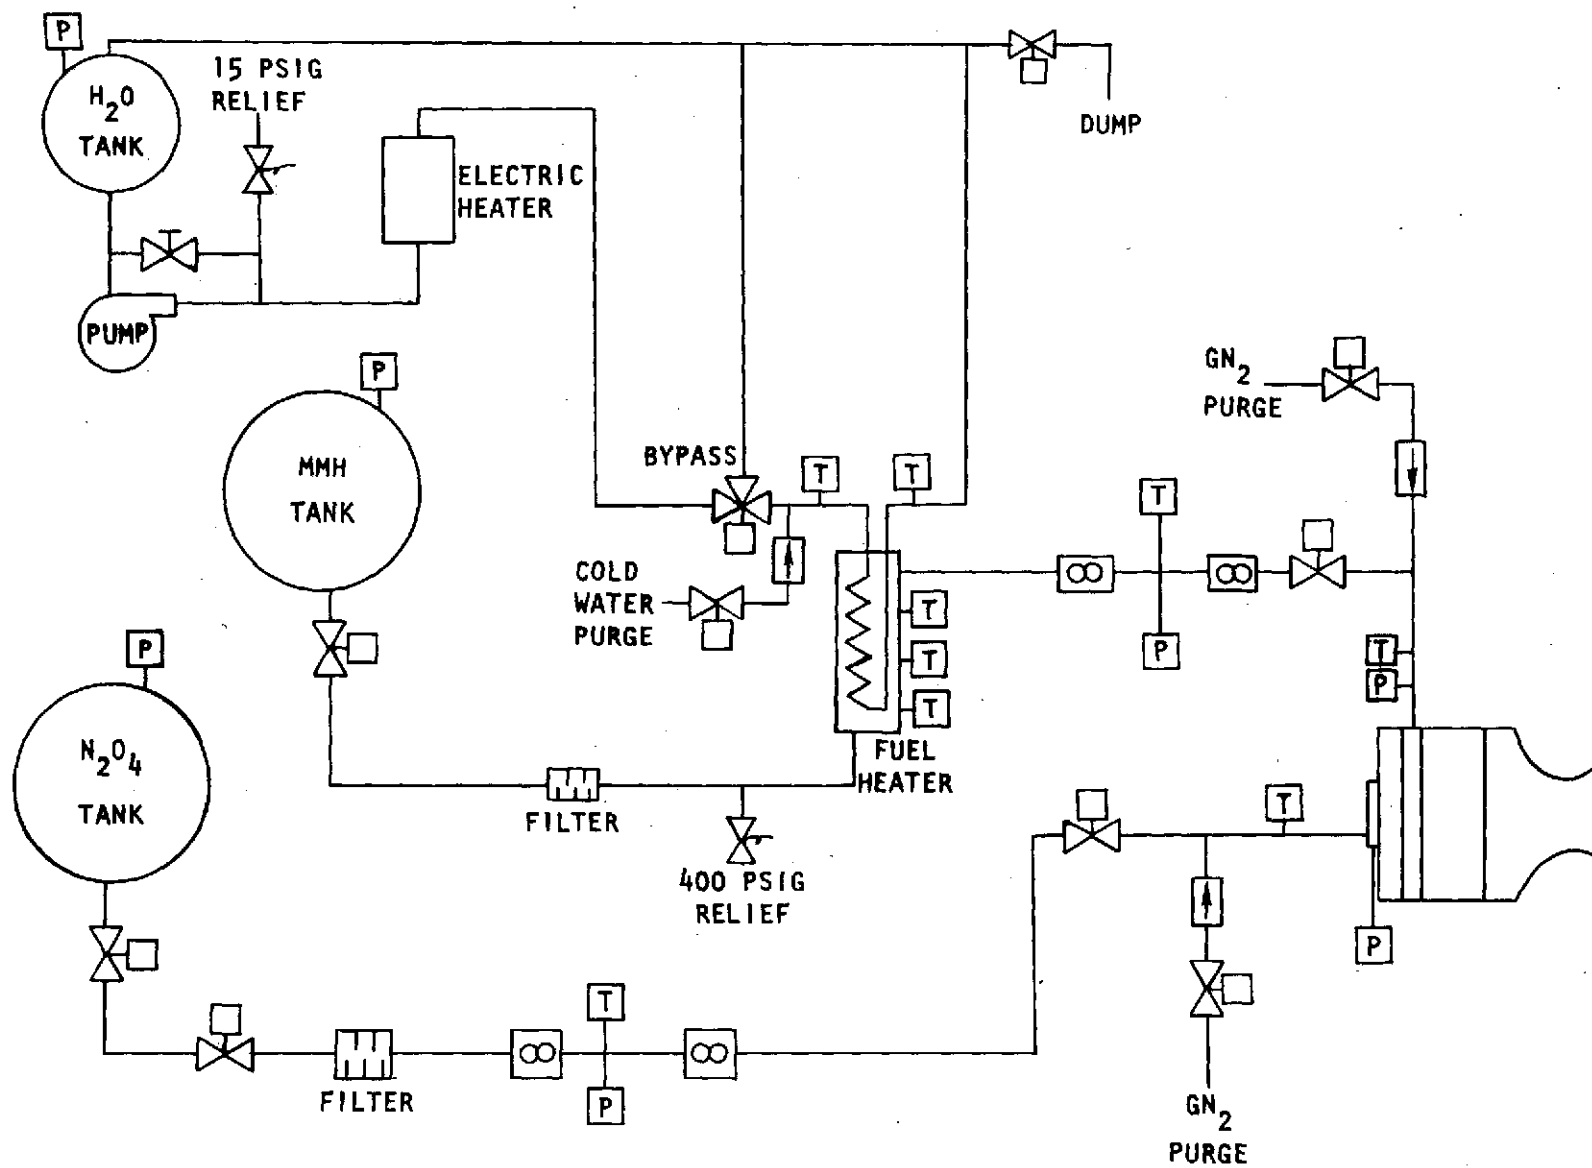 P
15 PSIG
RELIEF
H2O
TANK
DUMP
ELECTRIC
HEATER
PUMP
P
GN2
PURGE
MMH
TANK
BYPASS
T
T
T
COLD
WATER
PURGE
T
T
T
P
T
P
P
N2O4
TANK
FUEL
HEATER
T
FILTER
400 PSIG
RELIEF
P
T
P
FILTER
GN2
PURGE